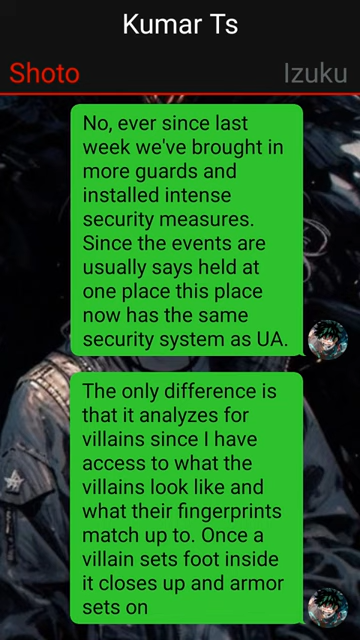 Kumar Ts
Shoto
Izuku
No, ever since last
week we've brought in
more guards and
installed intense
security measures.
Since the events are
usually says held at
one place this place
now has the same
security system as UA.
The only difference is
that it analyzes for
villains since I have
access to what the
villains look like and
what their fingerprints
match up to. Once a
villain sets foot inside
it closes up and armor
sets on